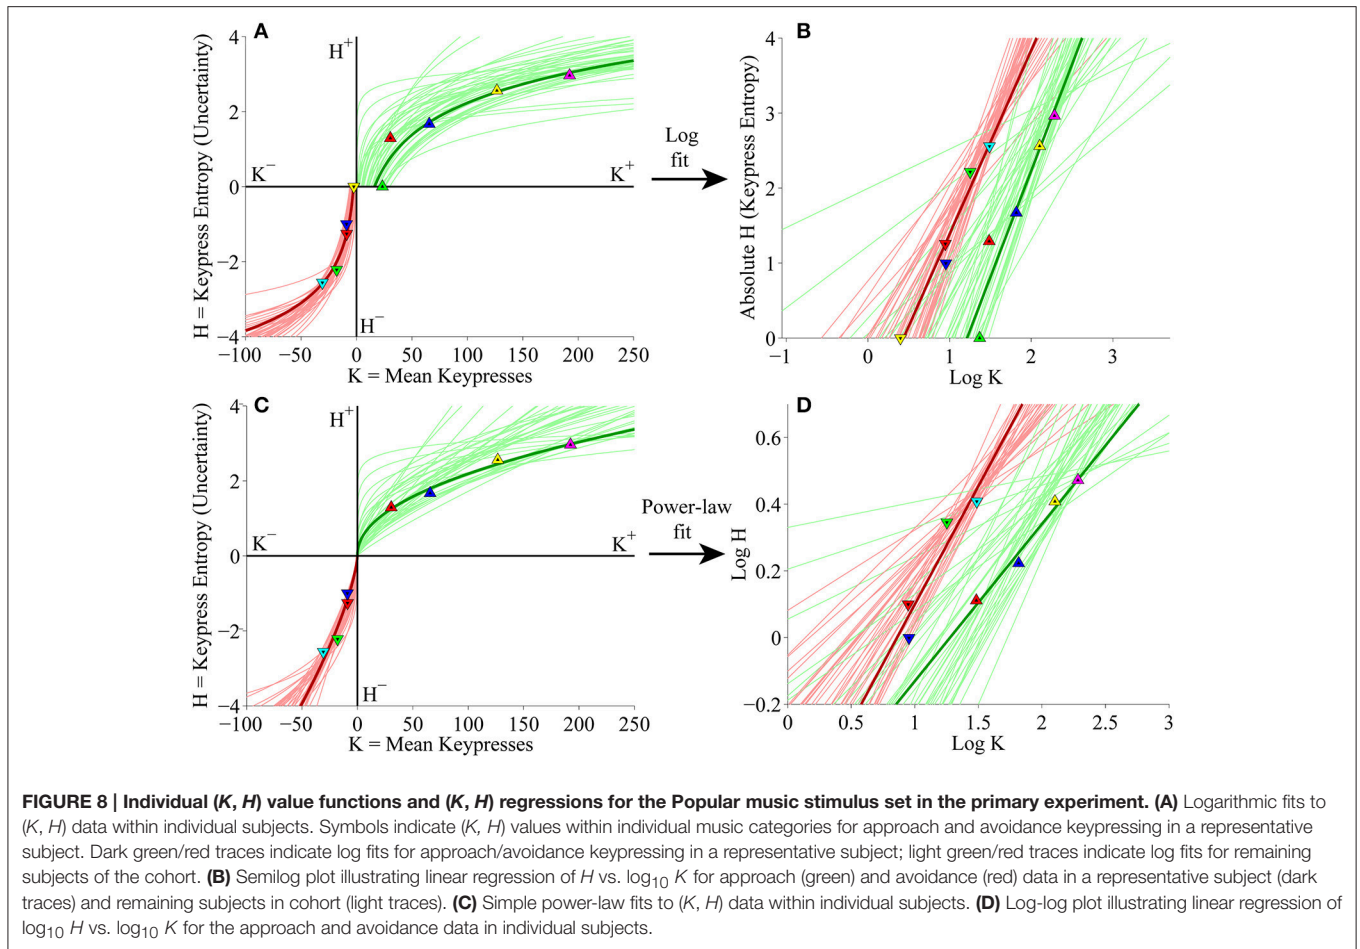 A
H = Keypress Entropy (Uncertainty)
4
2
0
−2
−4
H+
K−
K+
H−
−100
−50
0
50
100
150
200
250
K = Mean Keypresses
Log
fit
B
Absolute H (Keypress Entropy)
4
3
2
1
0
−1
0
1
2
3
Log K
C
H = Keypress Entropy (Uncertainty)
4
2
0
−2
−4
H+
K−
K+
H−
−100
−50
0
50
100
150
200
250
K = Mean Keypresses
Power-law
fit
D
Log H
0.6
0.4
0.2
0
−0.2
0
0.5
1
1.5
2
2.5
3
Log K
FIGURE 8 | Individual (K, H) value functions and (K, H) regressions for the Popular music stimulus set in the primary experiment. (A) Logarithmic fits to
(K, H) data within individual subjects. Symbols indicate (K, H) values within individual music categories for approach and avoidance keypressing in a representative
subject. Dark green/red traces indicate log fits for approach/avoidance keypressing in a representative subject; light green/red traces indicate log fits for remaining
subjects of the cohort. (B) Semilog plot illustrating linear regression of H vs. log10 K for approach (green) and avoidance (red) data in a representative subject (dark
traces) and remaining subjects in cohort (light traces). (C) Simple power-law fits to (K, H) data within individual subjects. (D) Log-log plot illustrating linear regression of
log10 H vs. log10 K for the approach and avoidance data in individual subjects.